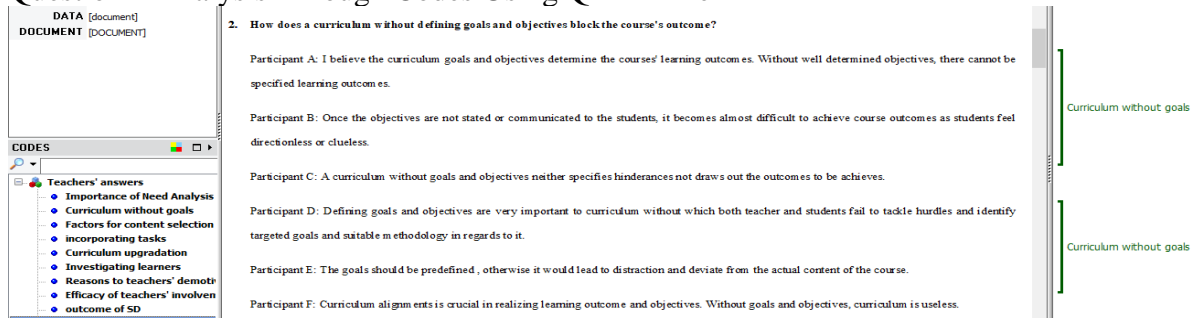 DATA [document]
DOCUMENT [DOCUMENT]
CODES
Teachers' answers
Importance of Need Analysis
Curriculum without goals
Factors for content selection
incorporating tasks
Curriculum upgradation
Investigating learners
Reasons to teachers' demoti
Efficacy of teachers' involven
outcome of SD
2. How does a curriculum without defining goals and objectives block the course's outcome?
Participant A: I believe the curriculum goals and objectives determine the courses' learning outcomes. Without well determined objectives, there cannot be
specified learning outcomes.
Participant B: Once the objectives are not stated or communicated to the students, it becomes almost difficult to achieve course outcomes as students feel
directionless or clueless.
Participant C: A curriculum without goals and objectives neither specifies hinderances not draws out the outcomes to be achieves.
Participant D: Defining goals and objectives are very important to curriculum without which both teacher and students fail to tackle hurdles and identify
targeted goals and suitable methodology in regards to it.
Participant E: The goals should be predefined , otherwise it would lead to distraction and deviate from the actual content of the course.
Participant F: Curriculum alignments is crucial in realizing learning outcome and objectives. Without goals and objectives, curriculum is useless.
Curriculum without goals
Curriculum without goals